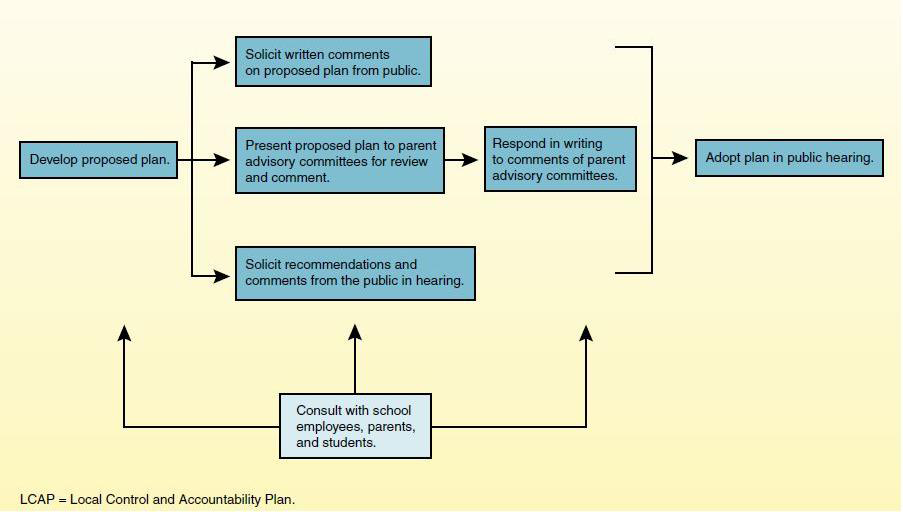 Solicit written comments
on proposed plan from public.
Develop proposed plan.
Present proposed plan to parent
advisory committees for review
and comment.
Respond in writing
to comments of parent
advisory committees.
Adopt plan in public hearing.
Solicit recommendations and
comments from the public in hearing.
Consult with school
employees, parents,
and students.
LCAP = Local Control and Accountability Plan.